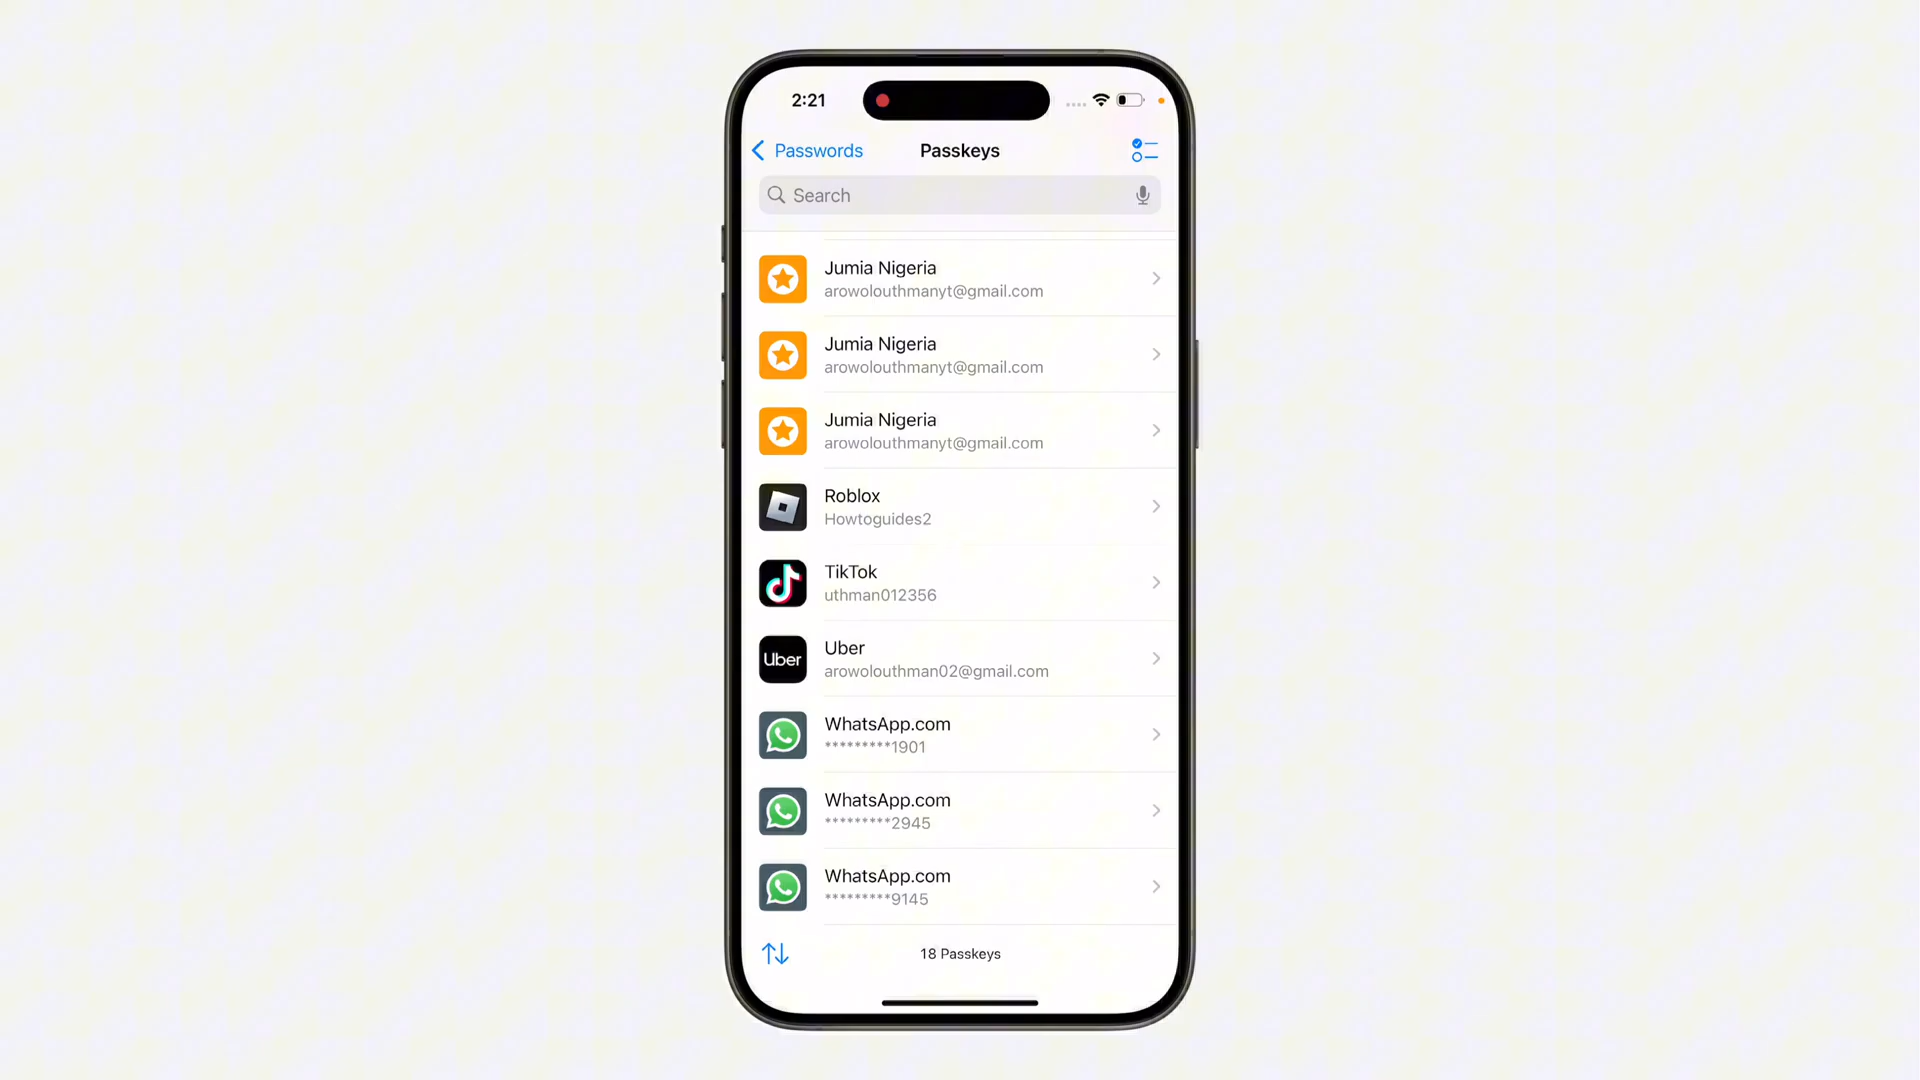 2:21
Passwords
Passkeys
Search
Jumia Nigeria
arowolouthmanyt@gmail.com
Jumia Nigeria
arowolouthmanyt@gmail.com
Jumia Nigeria
arowolouthmanyt@gmail.com
Roblox
Howtoguides2
TikTok
uthman012356
Uber
Uber
arowolouthman02@gmail.com
WhatsApp.com
*********1901
WhatsApp.com
*********2945
WhatsApp.com
*********9145
18 Passkeys